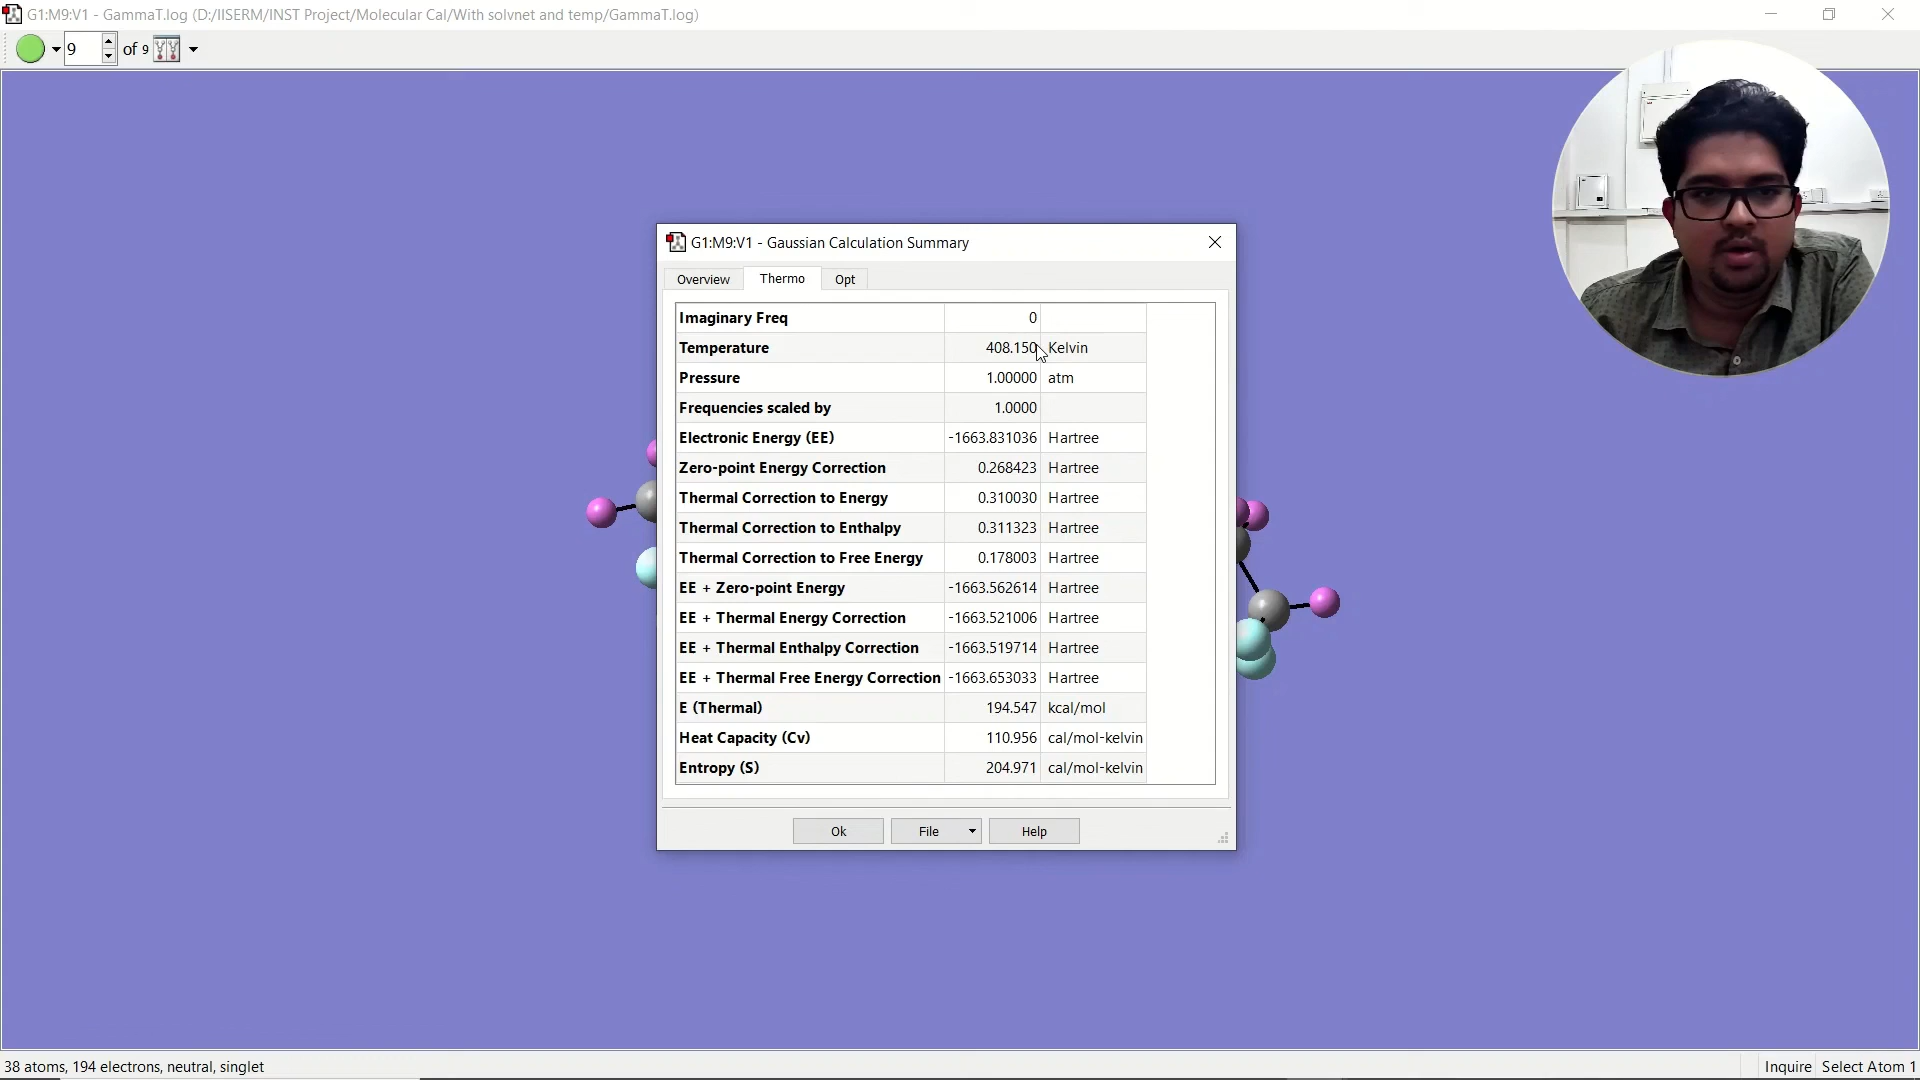 G1:M9:V1 - GammaT.log (D:/IISERM/INST Project/Molecular Cal/With solvnet and temp/GammaT.log)
9 of 9
G1:M9:V1 - Gaussian Calculation Summary
Overview Thermo Opt
Imaginary Freq 0
Temperature 408.150 Kelvin
Pressure 1.00000 atm
Frequencies scaled by 1.0000
Electronic Energy (EE) -1663.831036 Hartree
Zero-point Energy Correction 0.268423 Hartree
Thermal Correction to Energy 0.310030 Hartree
Thermal Correction to Enthalpy 0.311323 Hartree
Thermal Correction to Free Energy 0.178003 Hartree
EE + Zero-point Energy -1663.562614 Hartree
EE + Thermal Energy Correction -1663.521006 Hartree
EE + Thermal Enthalpy Correction -1663.519714 Hartree
EE + Thermal Free Energy Correction -1663.653033 Hartree
E (Thermal) 194.547 kcal/mol
Heat Capacity (Cv) 110.956 cal/mol-kelvin
Entropy (S) 204.971 cal/mol-kelvin
Ok File Help
38 atoms, 194 electrons, neutral, singlet Inquire Select Atom 1